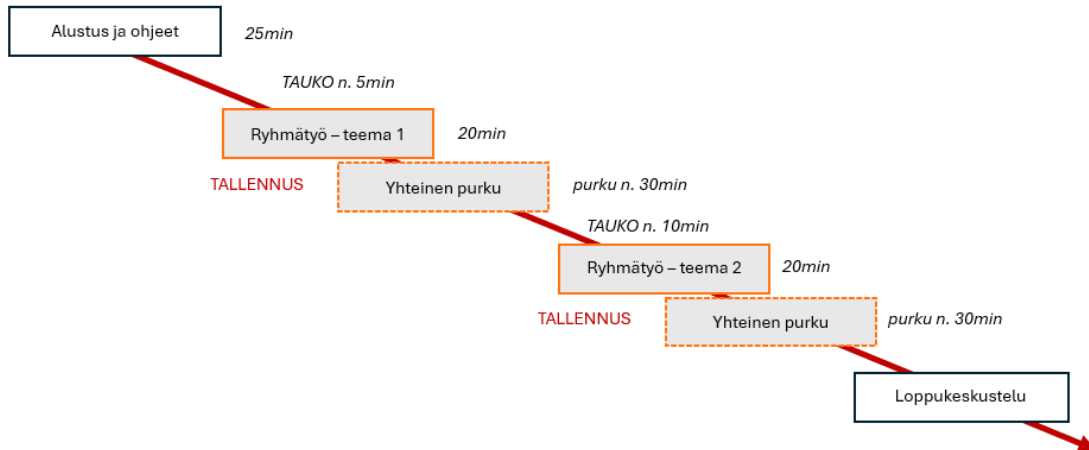 Alustus ja ohjeet
25min
TAUKO n. 5min
Ryhmätyö – teema 1
20min
TALLENNUS
Yhteinen purku
purku n. 30min
TAUKO n. 10min
Ryhmätyö – teema 2
20min
TALLENNUS
Yhteinen purku
purku n. 30min
Loppukeskustelu